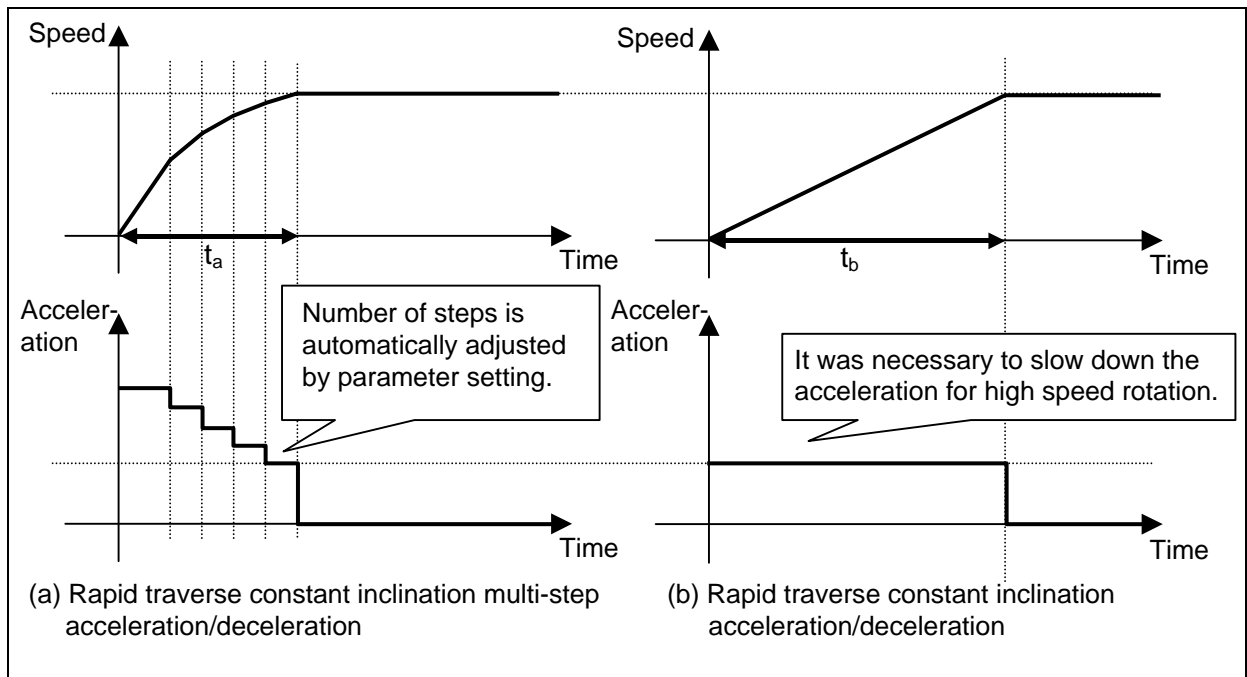 Speed
t_a
Time
Acceler-
ation
Number of steps is
automatically adjusted
by parameter setting.
Time
(a) Rapid traverse constant inclination multi-step
acceleration/deceleration
Speed
t_b
Time
Acceler-
ation
It was necessary to slow down the
acceleration for high speed rotation.
Time
(b) Rapid traverse constant inclination
acceleration/deceleration